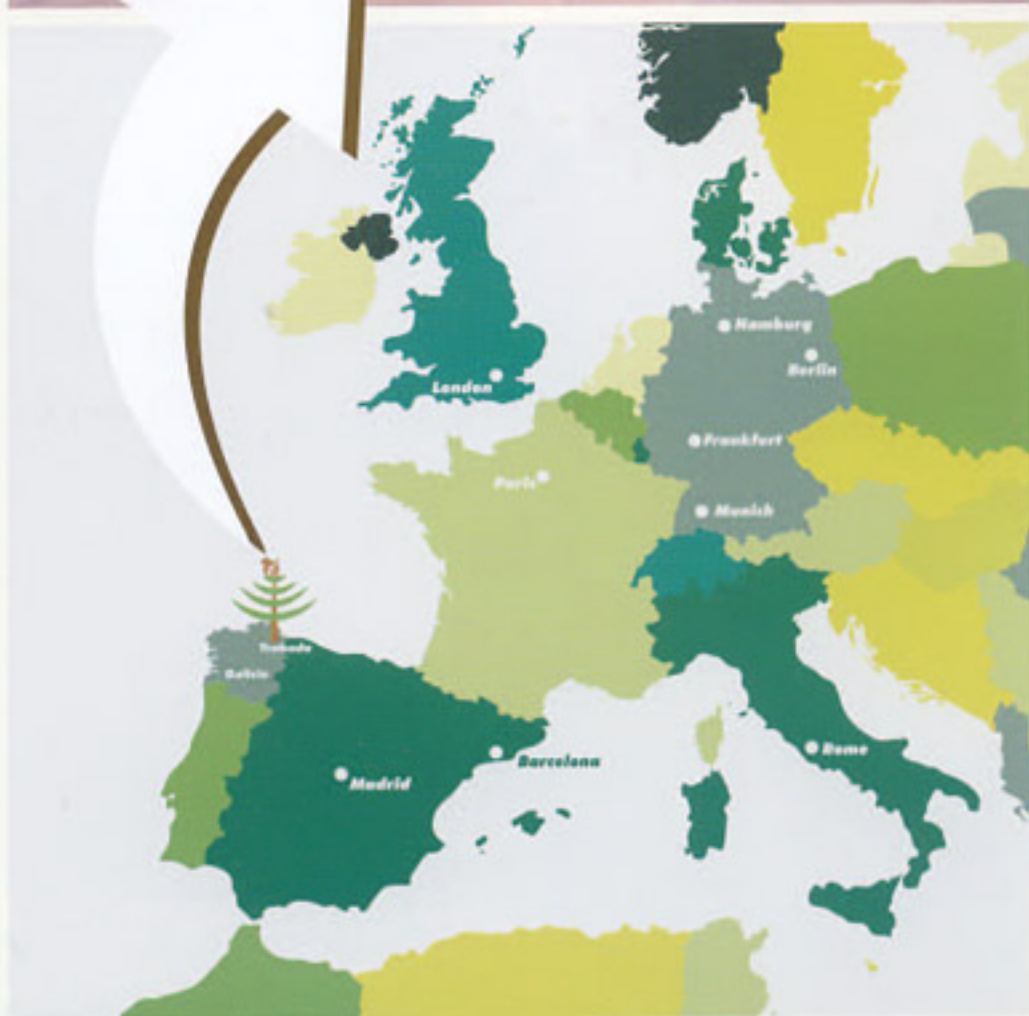 Hamburg
Berlin
London
Frankfurt
Paris
Munich
Trabada
Galicia
Rome
Barcelona
Madrid